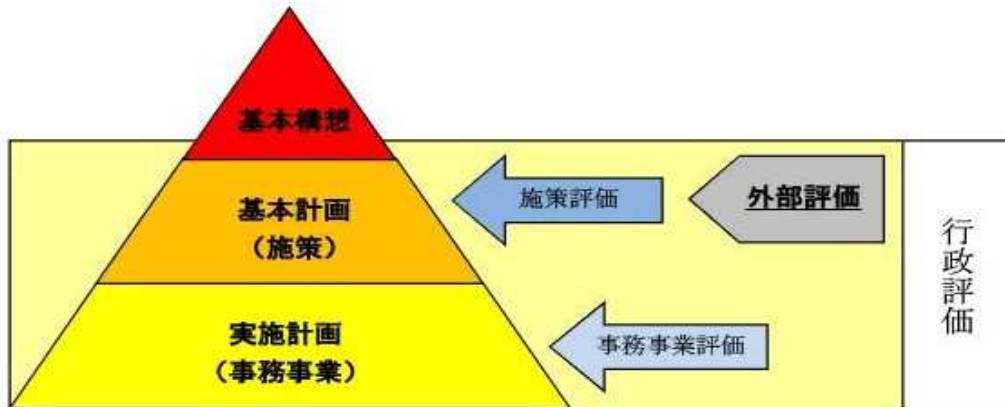 基本構想
基本計画
（施策）
施策評価
外部評価
実施計画
（事務事業）
事務事業評価
行政評価